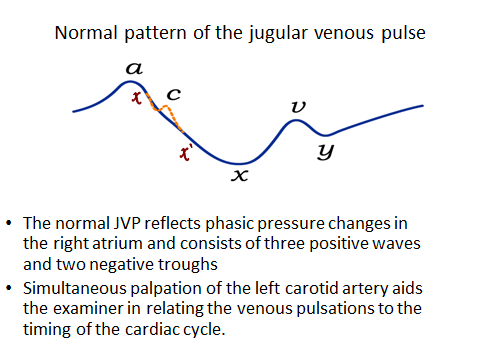 Normal pattern of the jugular venous pulse
a
x c
v
x'
y
x
• The normal JVP reflects phasic pressure changes in
the right atrium and consists of three positive waves
and two negative troughs
• Simultaneous palpation of the left carotid artery aids
the examiner in relating the venous pulsations to the
timing of the cardiac cycle.